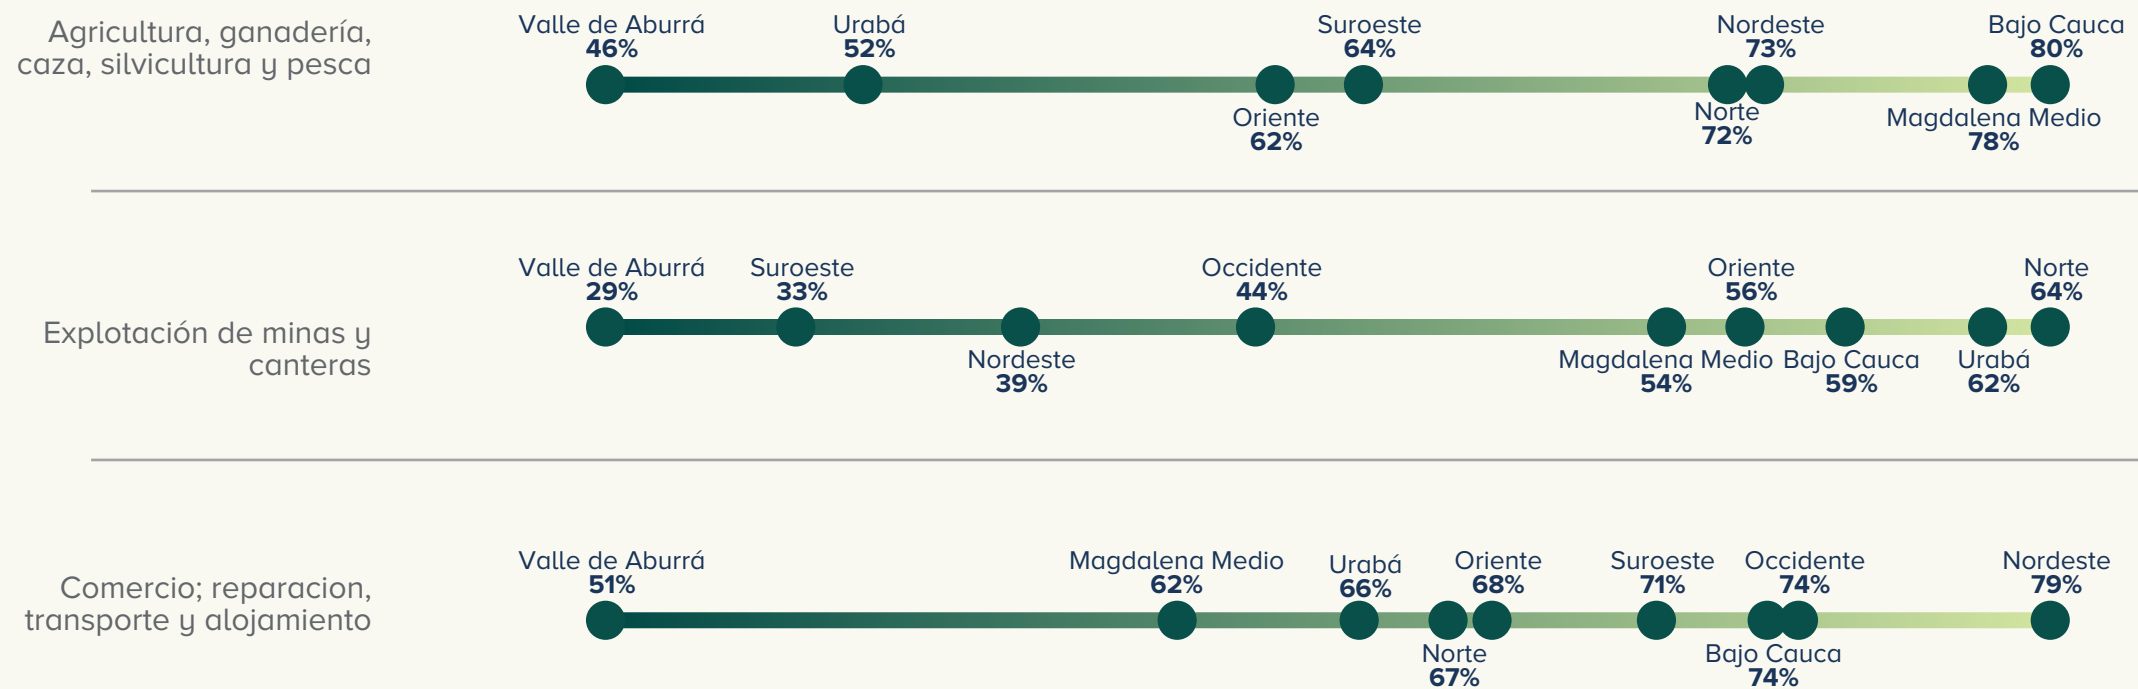 Agricultura, ganadería,
caza, silvicultura y pesca
Valle de Aburrá
46%
Urabá
52%
Oriente
62%
Suroeste
64%
Norte
72%
Nordeste
73%
Magdalena Medio
78%
Bajo Cauca
80%
Explotación de minas y
canteras
Valle de Aburrá
29%
Suroeste
33%
Nordeste
39%
Occidente
44%
Magdalena Medio
54%
Oriente
56%
Bajo Cauca
59%
Urabá
62%
Norte
64%
Comercio; reparacion,
transporte y alojamiento
Valle de Aburrá
51%
Magdalena Medio
62%
Urabá
66%
Norte
67%
Oriente
68%
Suroeste
71%
Bajo Cauca
74%
Occidente
74%
Nordeste
79%